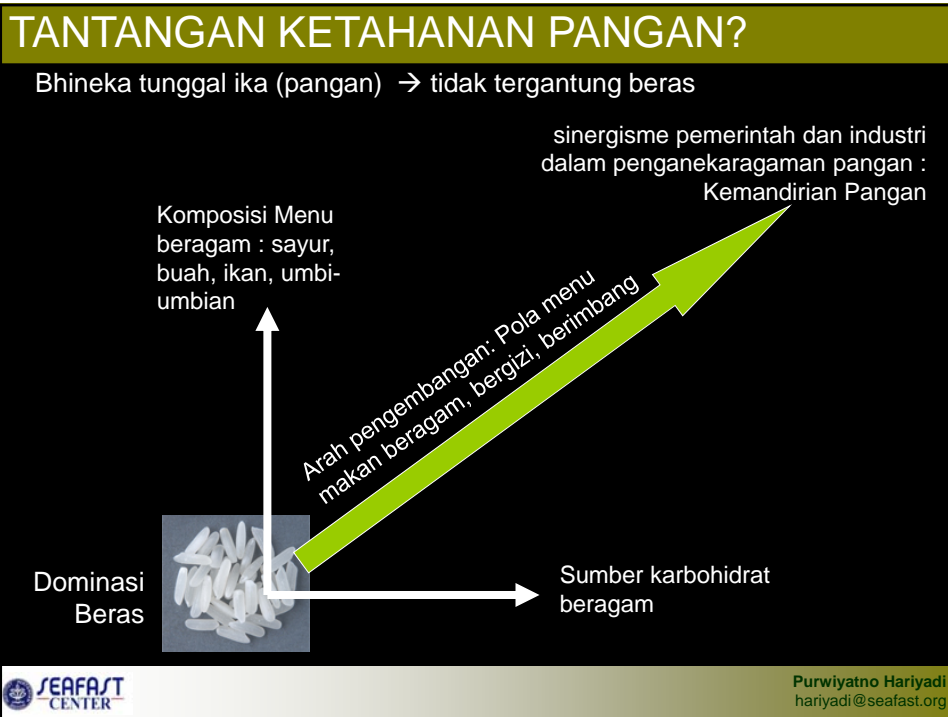 TANTANGAN KETAHANAN PANGAN?
Bhineka tunggal ika (pangan) → tidak tergantung beras
sinergisme pemerintah dan industri
dalam penganekaragaman pangan :
Kemandirian Pangan
Komposisi Menu
beragam : sayur,
buah, ikan, umbi-
umbian
Arah pengembangan: Pola menu
makan beragam, bergizi, berimbang
Dominasi
Beras
Sumber karbohidrat
beragam
SEAFAST
CENTER
Purwiyatno Hariyadi
hariyadi@seafast.org